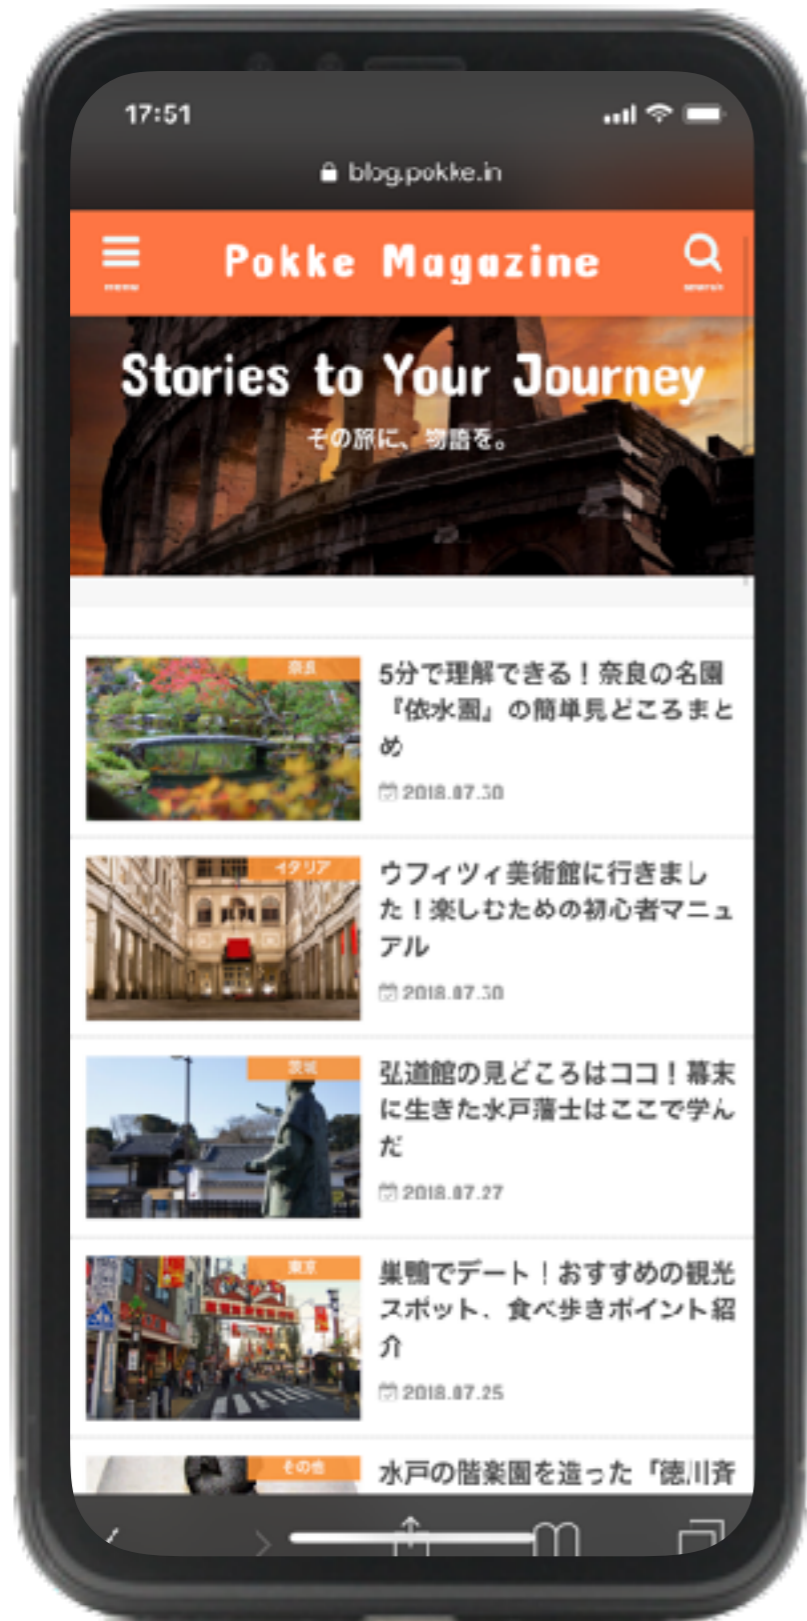 17:51
blog.pokke.in
menu
Pokke Magazine
search
Stories to Your Journey
その旅に、物語を。
奈良
5分で理解できる！奈良の名園
『依水園』の簡単見どころまと
め
2018.07.30
イタリア
ウフィツィ美術館に行きまし
た！楽しむための初心者マニュ
アル
2018.07.30
茨城
弘道館の見どころはココ！幕末
に生きた水戸藩士はここで学ん
だ
2018.07.27
東京
巣鴨でデート！おすすめの観光
スポット、食べ歩きポイント紹
介
2018.07.25
その他
水戸の偕楽園を造った「徳川斉